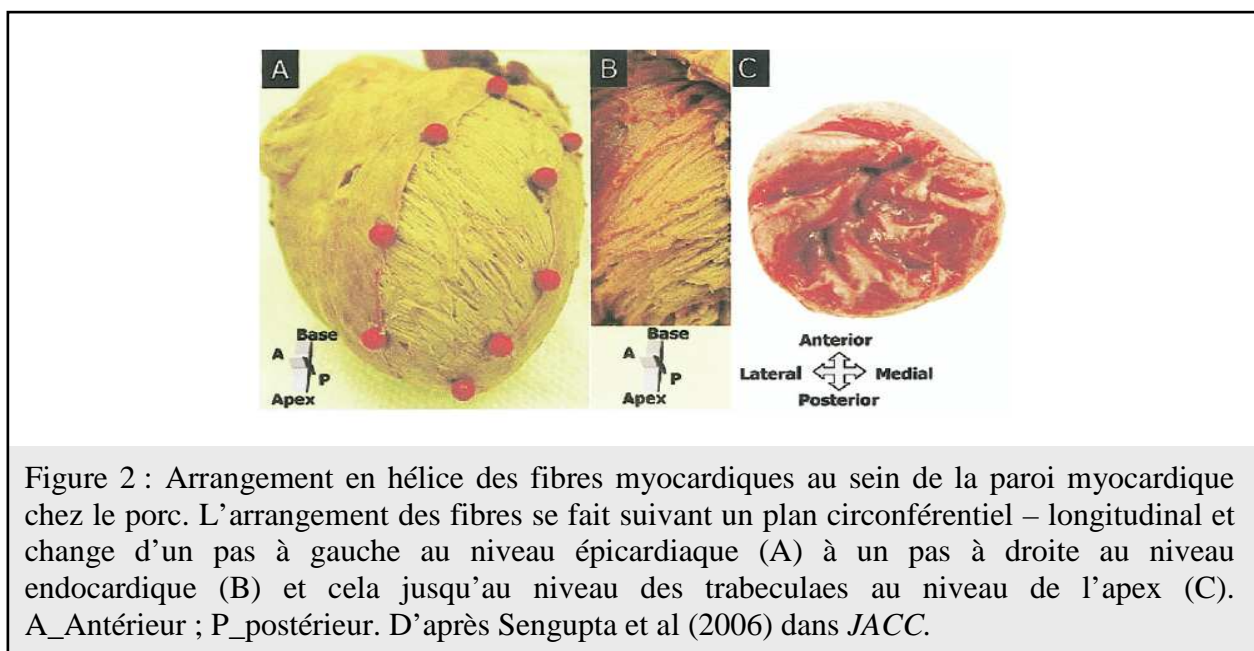 A B C
Base
A
P
Apex
Base
A
P
Apex
Anterior
Lateral Medial
Posterior
Figure 2 : Arrangement en hélice des fibres myocardiques au sein de la paroi myocardique
chez le porc. L’arrangement des fibres se fait suivant un plan circonférentiel – longitudinal et
change d’un pas à gauche au niveau épicardiaque (A) à un pas à droite au niveau
endocardique (B) et cela jusqu’au niveau des trabeculaes au niveau de l’apex (C).
A_Antérieur ; P_postérieur. D’après Sengupta et al (2006) dans JACC.